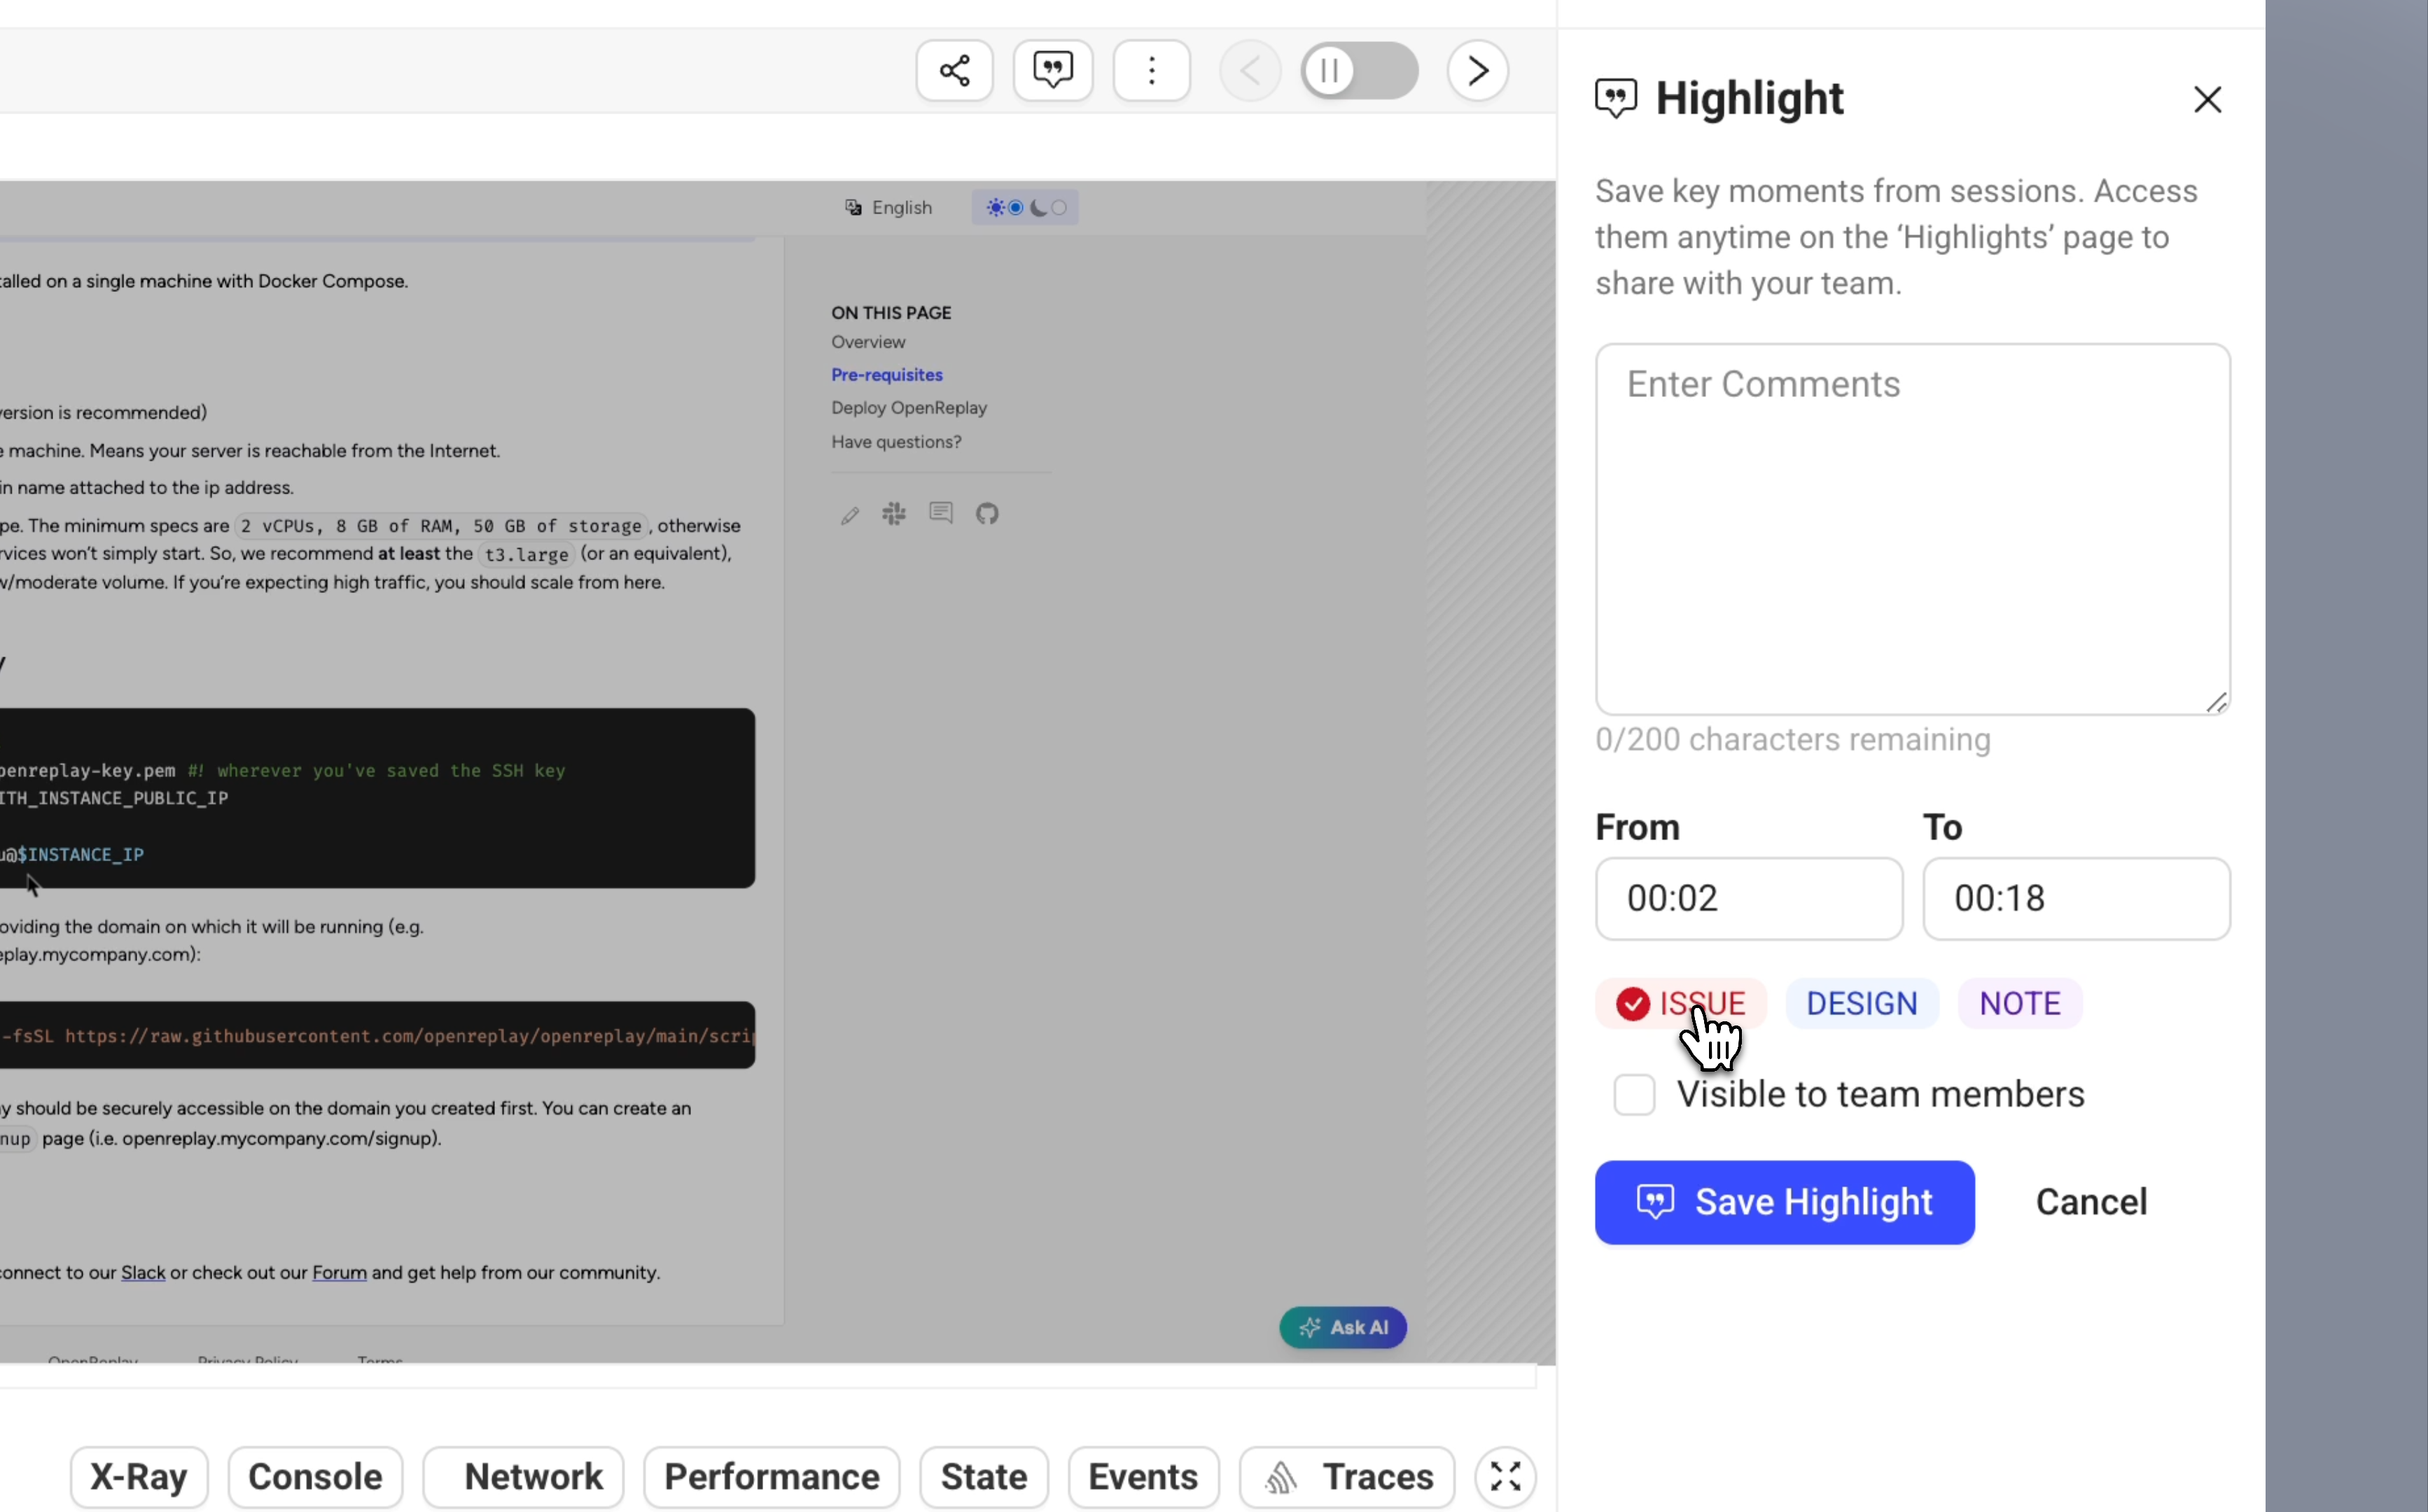 Highlight
Save key moments from sessions. Access
them anytime on the ‘Highlights’ page to
share with your team.
Enter Comments
0/200 characters remaining
From
To
00:02
00:18
ISSUE
DESIGN
NOTE
Visible to team members
Save Highlight
Cancel
English
alled on a single machine with Docker Compose.
ersion is recommended)
e machine. Means your server is reachable from the Internet.
in name attached to the ip address.
pe. The minimum specs are 2 vCPUs, 8 GB of RAM, 50 GB of storage, otherwise
rvices won’t simply start. So, we recommend at least the t3.large (or an equivalent),
w/moderate volume. If you’re expecting high traffic, you should scale from here.
y
penreplay-key.pem #! wherever you've saved the SSH key
ITH_INSTANCE_PUBLIC_IP
u@$INSTANCE_IP
oviding the domain on which it will be running (e.g.
eplay.mycompany.com):
-fsSL https://raw.githubusercontent.com/openreplay/openreplay/main/scrip
y should be securely accessible on the domain you created first. You can create an
nup page (i.e. openreplay.mycompany.com/signup).
onnect to our Slack or check out our Forum and get help from our community.
OpenReplay
Privacy Policy
Terms
ON THIS PAGE
Overview
Pre-requisites
Deploy OpenReplay
Have questions?
Ask AI
X-Ray
Console
Network
Performance
State
Events
Traces